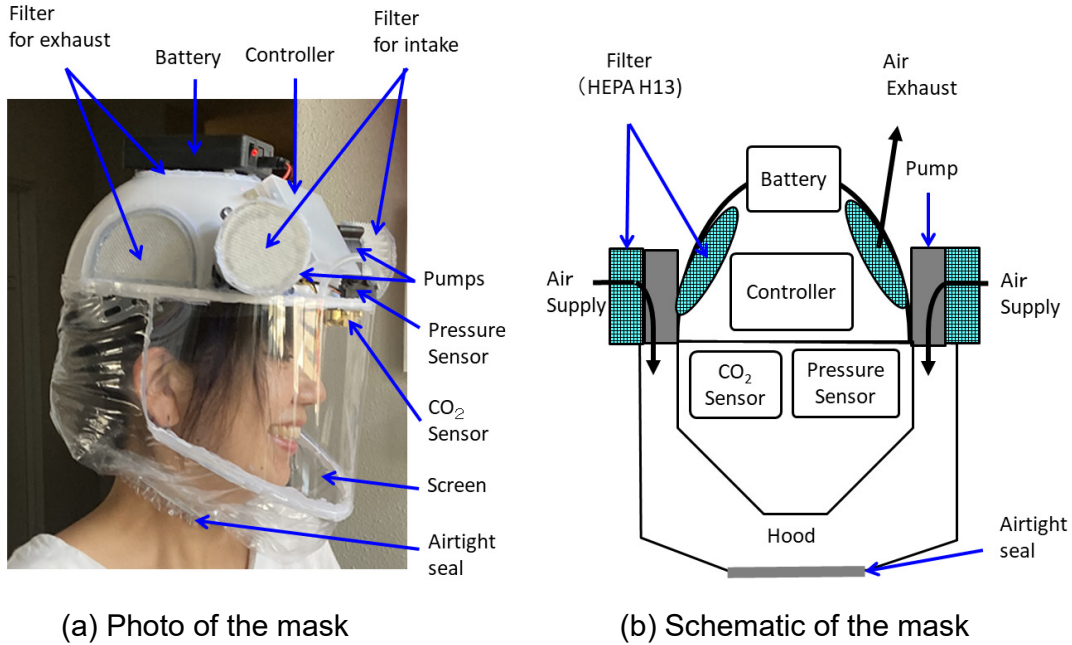 Filter
for exhaust
Battery
Controller
Filter
for intake
Pumps
Pressure
Sensor
CO₂
Sensor
Screen
Airtight
seal
(a) Photo of the mask
Filter
(HEPA H13)
Air
Exhaust
Battery
Pump
Air
Supply
Controller
Air
Supply
CO₂
Sensor
Pressure
Sensor
Hood
Airtight
seal
(b) Schematic of the mask